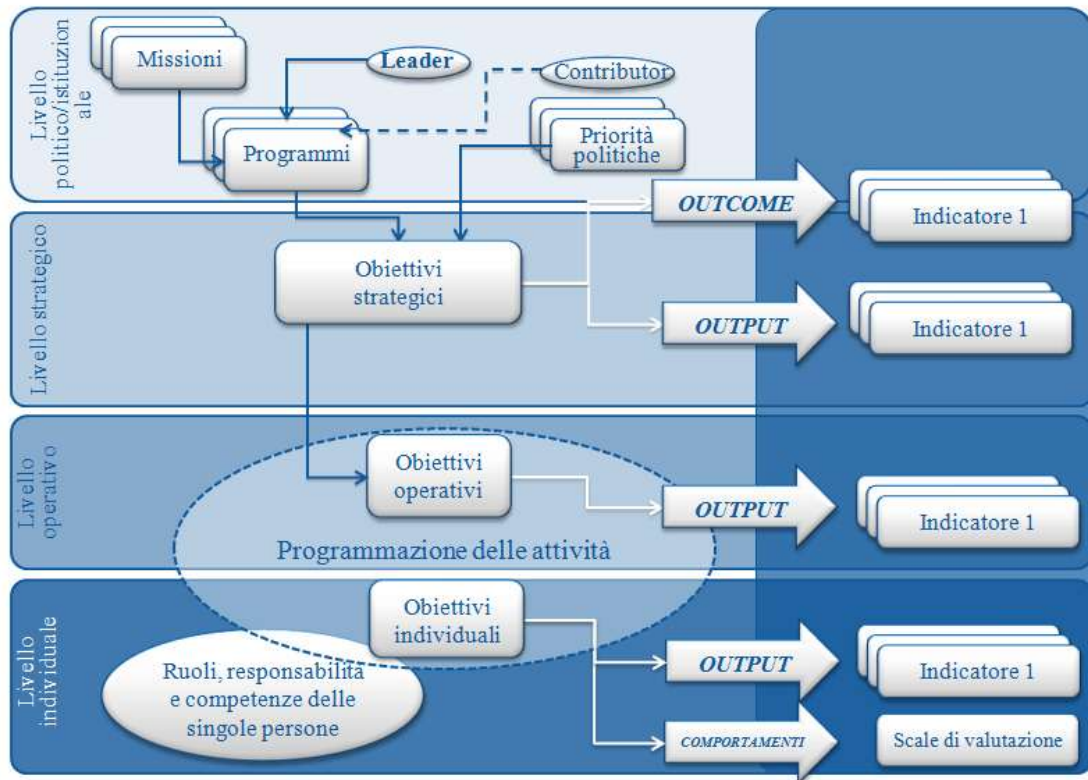 Livello
politico/istituzion
ale
Missioni
Leader
Contributor
Programmi
Priorità
politiche
OUTCOME
Indicatore 1
Livello strategico
Obiettivi
strategici
OUTPUT
Indicatore 1
Livello
operativo
Obiettivi
operativi
OUTPUT
Indicatore 1
Programmazione delle attività
Livello
individuale
Obiettivi
individuali
Ruoli, responsabilità
e competenze delle
singole persone
OUTPUT
Indicatore 1
COMPORTAMENTI
Scale di valutazione